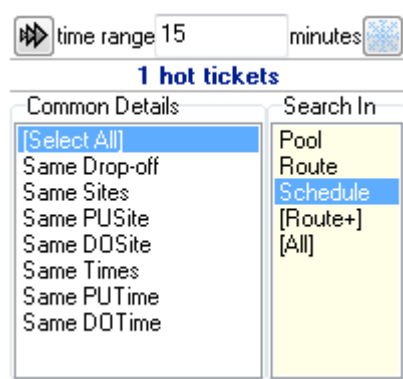 time range 15 minutes
1 hot tickets
Common Details
[Select All]
Same Drop-off
Same Sites
Same PUSite
Same DOSite
Same Times
Same PUTime
Same DOTime
Search In
Pool
Route
Schedule
[Route+]
[All]